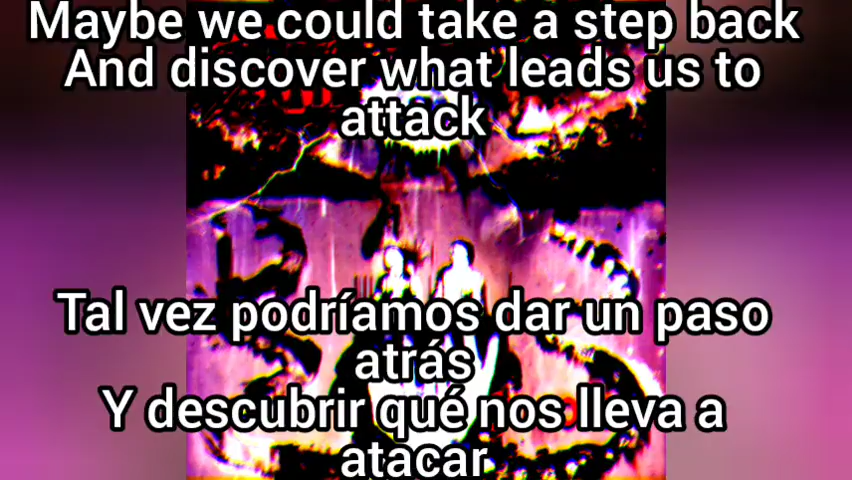 Maybe we could take a step back
And discover what leads us to
attack
Tal vez podríamos dar un paso
atrás
Y descubrir qué nos lleva a
atacar